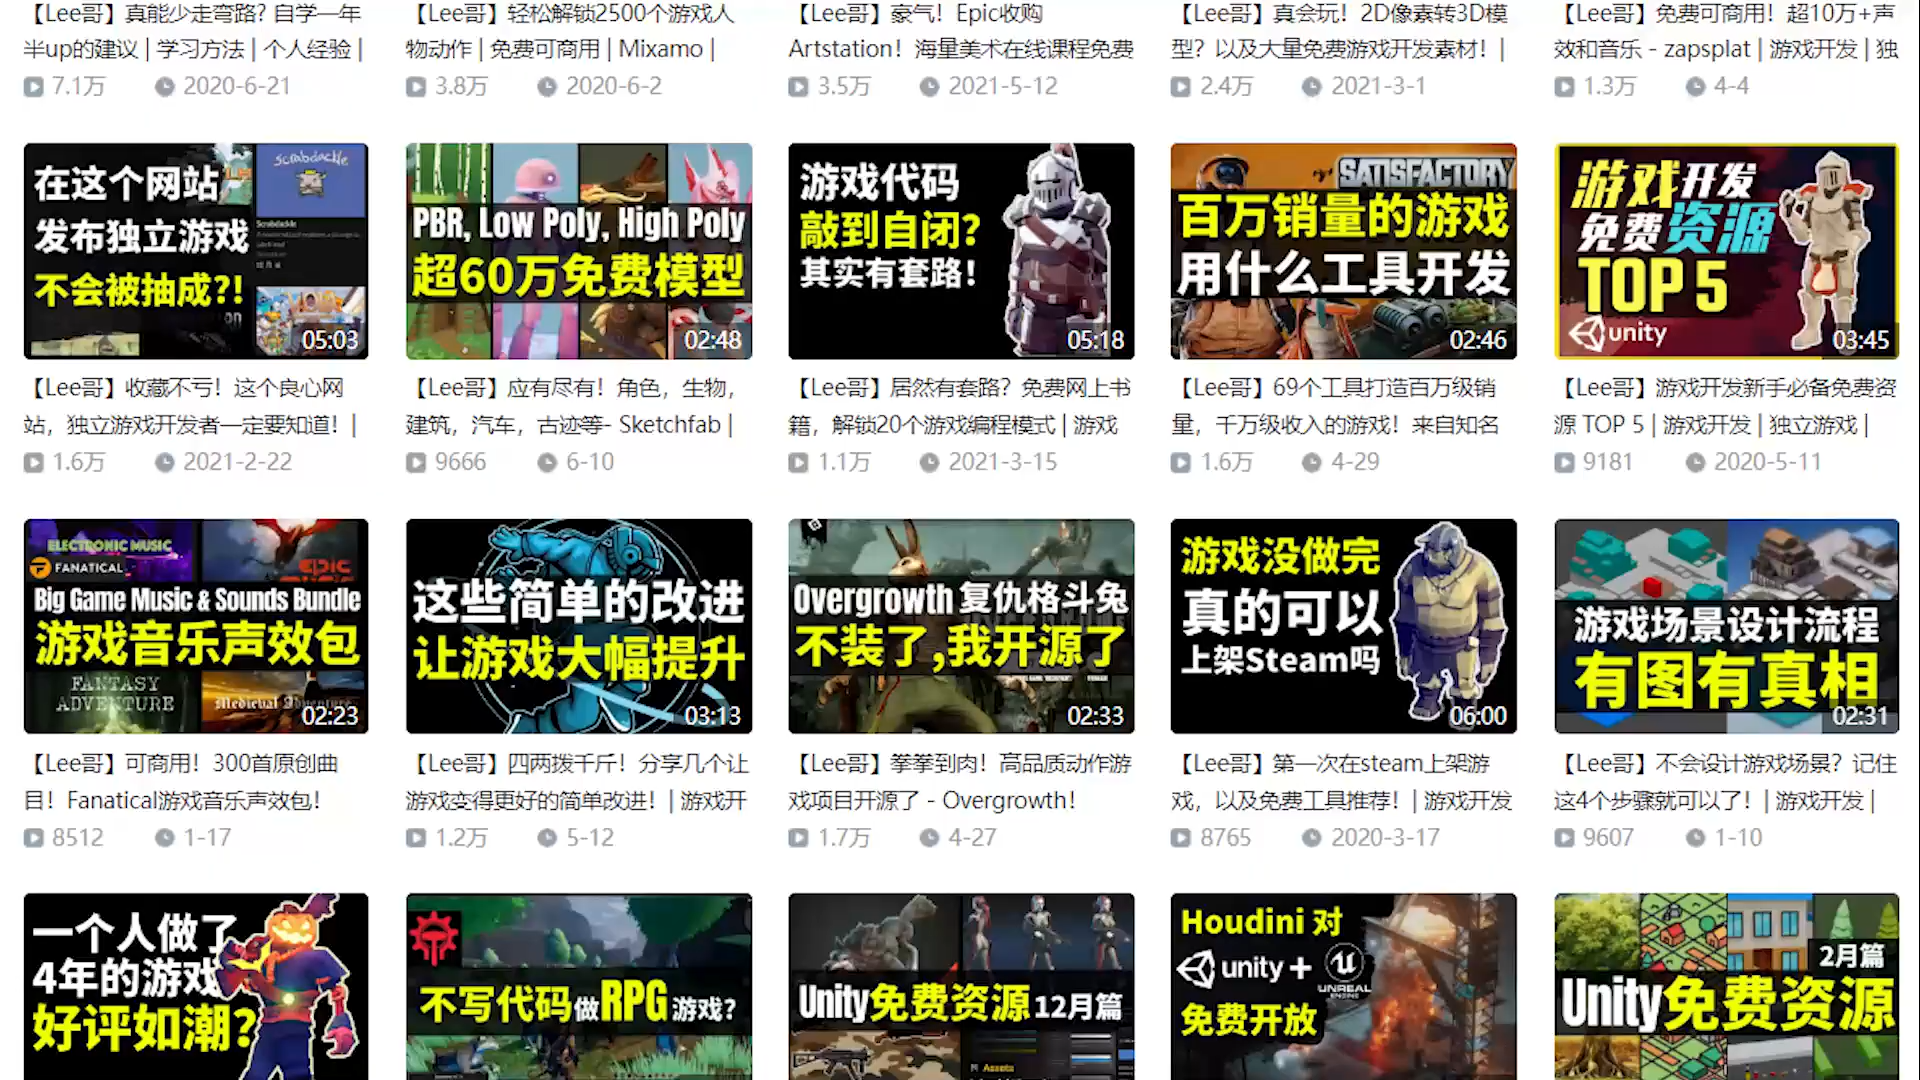 【Lee哥】真能少走弯路？自学一年
半up的建议 | 学习方法 | 个人经验 |
7.1万 2020-6-21
【Lee哥】轻松解锁2500个游戏人
物动作 | 免费可商用 | Mixamo |
3.8万 2020-6-2
【Lee哥】豪气！Epic收购
Artstation！海量美术在线课程免费
3.5万 2021-5-12
【Lee哥】真会玩！2D像素转3D模
型？以及大量免费游戏开发素材！|
2.4万 2021-3-1
【Lee哥】免费可商用！超10万+声
效和音乐 - zapsplat | 游戏开发 | 独
1.3万 4-4
在这个网站
发布独立游戏
不会被抽成?!
Scrabdackle
05:03
【Lee哥】收藏不亏！这个良心网
站，独立游戏开发者一定要知道！|
1.6万 2021-2-22
PBR, Low Poly, High Poly
超60万免费模型
02:48
【Lee哥】应有尽有！角色，生物，
建筑，汽车，古迹等- Sketchfab |
9666 6-10
游戏代码
敲到自闭?
其实有套路!
05:18
【Lee哥】居然有套路？免费网上书
籍，解锁20个游戏编程模式 | 游戏
1.1万 2021-3-15
SATISFACTORY
百万销量的游戏
用什么工具开发
02:46
【Lee哥】69个工具打造百万级销
量，千万级收入的游戏！来自知名
1.6万 4-29
游戏开发
免费资源
TOP 5
unity
03:45
【Lee哥】游戏开发新手必备免费资
源 TOP 5 | 游戏开发 | 独立游戏 |
9181 2020-5-11
ELECTRONIC MUSIC
FANATICAL
EPIC
Big Game Music & Sounds Bundle
游戏音乐声效包
FANTASY
ADVENTURE
Medieval Adventure
02:23
【Lee哥】可商用！300首原创曲
目！Fanatical游戏音乐声效包！
8512 1-17
这些简单的改进
让游戏大幅提升
03:13
【Lee哥】四两拨千斤！分享几个让
游戏变得更好的简单改进！| 游戏开
1.2万 5-12
Overgrowth 复仇格斗兔
不装了,我开源了
02:33
【Lee哥】拳拳到肉！高品质动作游
戏项目开源了 - Overgrowth！
1.7万 4-27
游戏没做完
真的可以
上架Steam吗
06:00
【Lee哥】第一次在steam上架游
戏，以及免费工具推荐！| 游戏开发
8765 2020-3-17
游戏场景设计流程
有图有真相
02:31
【Lee哥】不会设计游戏场景？记住
这4个步骤就可以了！| 游戏开发 |
9607 1-10
一个人做了
4年的游戏
好评如潮?
不写代码做RPG游戏?
Unity免费资源12月篇
Assets
Houdini 对
unity + UNREAL ENGINE
免费开放
2月篇
Unity免费资源